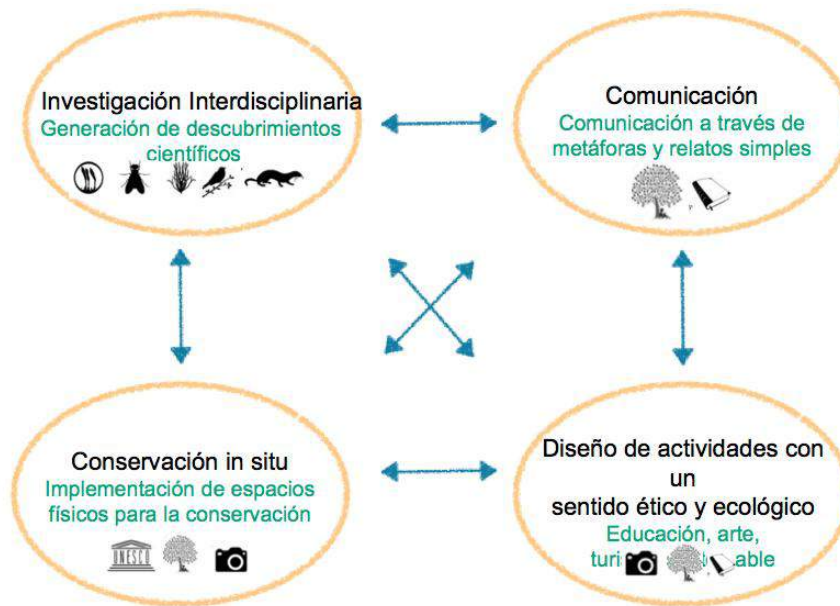 Investigación Interdisciplinaria
Generación de descubrimientos
científicos
Comunicación
Comunicación a través de
metáforas y relatos simples
Conservación in situ
Implementación de espacios
físicos para la conservación
UNESCO
Diseño de actividades con
un
sentido ético y ecológico
Educación, arte,